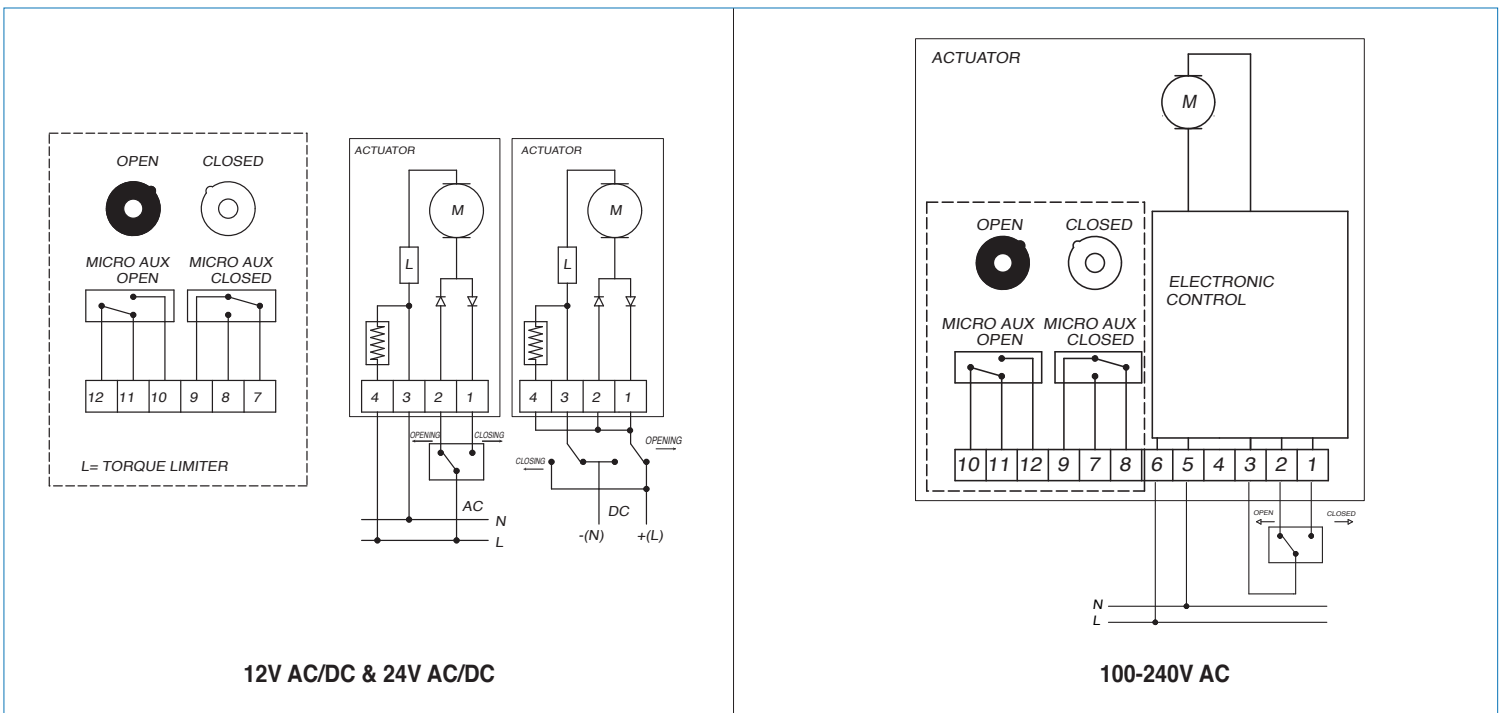 OPEN CLOSED
MICRO AUX OPEN MICRO AUX CLOSED
12 11 10 9 8 7
L= TORQUE LIMITER
ACTUATOR
M
L
4 3 2 1
OPENING CLOSING
AC
N
L
ACTUATOR
M
L
4 3 2 1
OPENING
CLOSING
DC
-(N) +(L)
12V AC/DC & 24V AC/DC
ACTUATOR
M
OPEN CLOSED
ELECTRONIC
CONTROL
MICRO AUX OPEN MICRO AUX CLOSED
10 11 12 9 7 8 6 5 4 3 2 1
OPEN CLOSED
N
L
100-240V AC